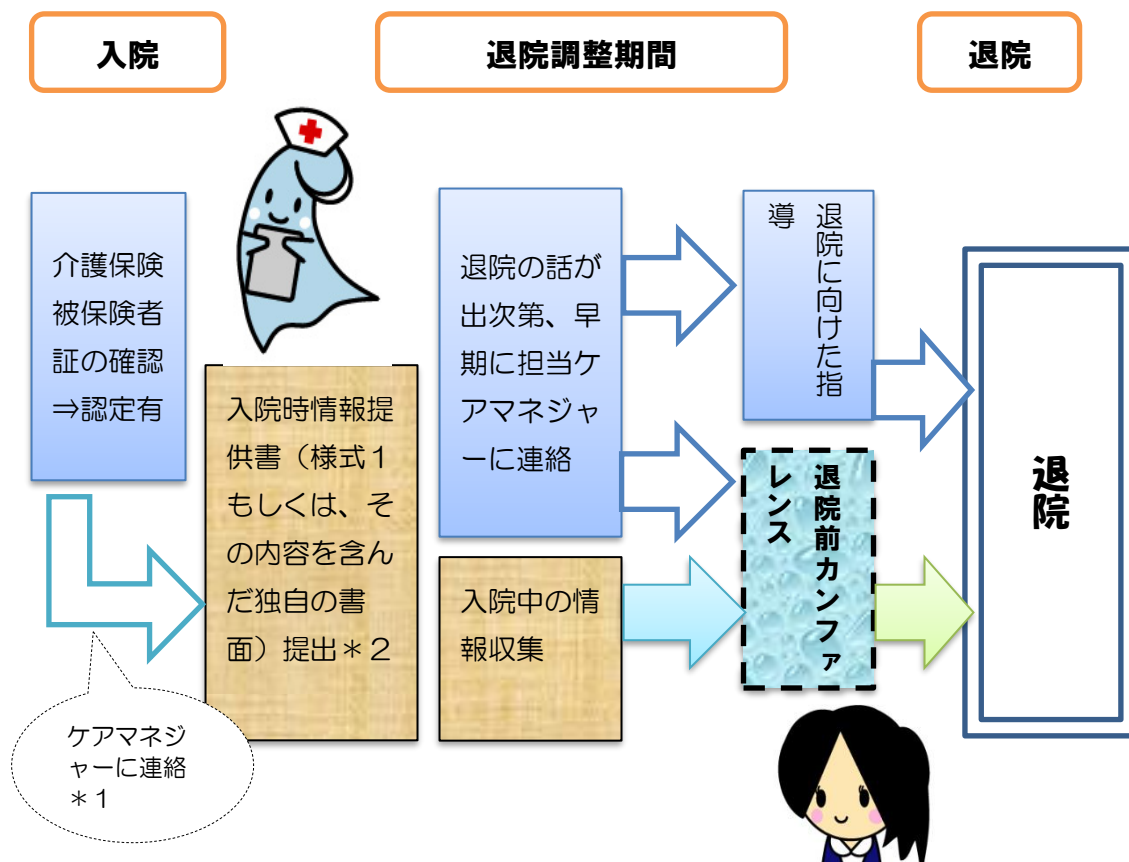 入院
退院調整期間
退院
介護保険
被保険者
証の確認
⇒認定有
入院時情報提
供書（様式１
もしくは、そ
の内容を含ん
だ独自の書
面）提出＊２
ケアマネジ
ャーに連絡
＊１
退院の話が
出次第、早
期に担当ケ
アマネジャ
ーに連絡
入院中の情
報収集
退院に向けた指
導
退院前カンファ
レンス
退院